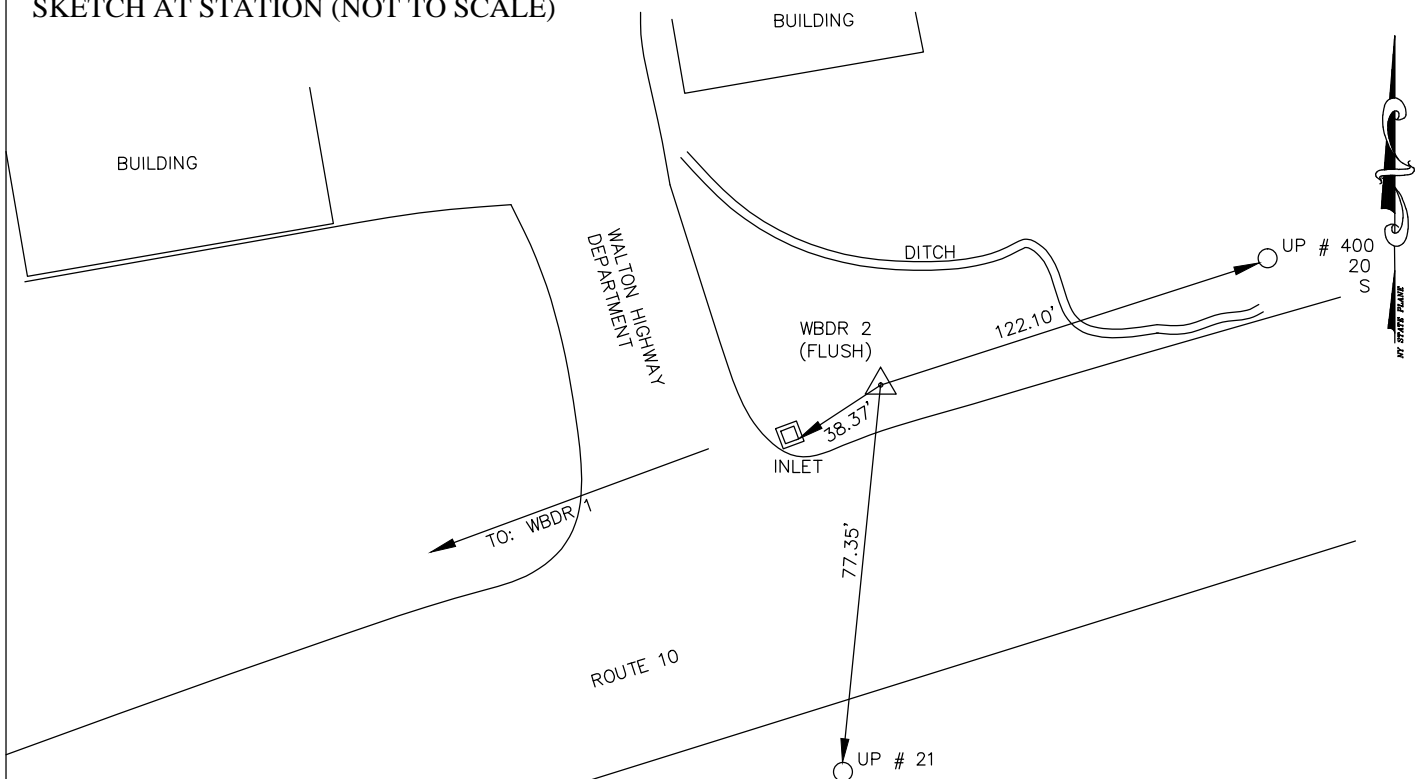 SKETCH AT STATION (NOT TO SCALE)
BUILDING
BUILDING
WALTON HIGHWAY
DEPARTMENT
DITCH
UP # 400
20
S
NY STATE PLANE
WBDR 2
(FLUSH)
122.10'
38.37'
INLET
TO: WBDR 1
77.35'
ROUTE 10
UP # 21